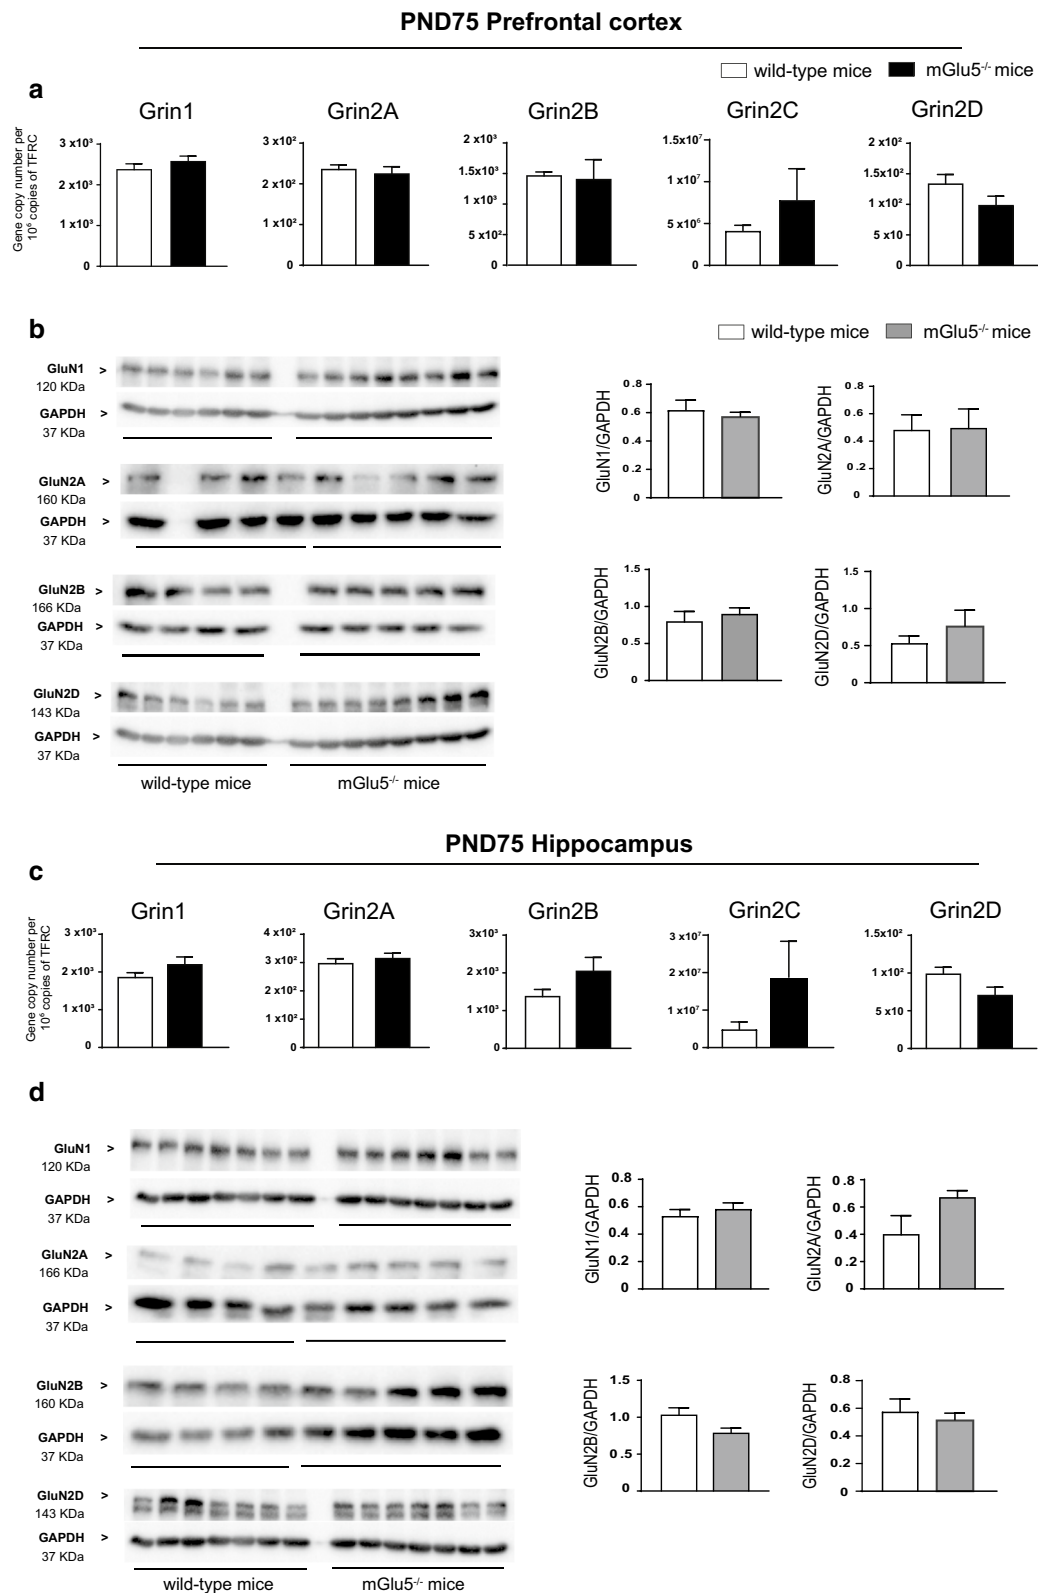 PND75 Prefrontal cortex
wild-type mice mGlu5⁻/⁻ mice
a
Grin1 Grin2A Grin2B Grin2C Grin2D
Gene copy number per
10⁶ copies of TFRC
3 x10³
2 x10³
1 x10³
0
3 x10²
2 x10²
1 x10²
0
2 x10³
1.5x10³
1x10³
5 x10²
0
1.5x10⁷
1 x10⁷
5 x10⁶
0
2 x10²
1.5x10²
1x10²
5 x10
0
b
wild-type mice mGlu5⁻/⁻ mice
GluN1 >
120 KDa
GAPDH >
37 KDa
GluN2A >
160 KDa
GAPDH >
37 KDa
GluN2B >
166 KDa
GAPDH >
37 KDa
GluN2D >
143 KDa
GAPDH >
37 KDa
wild-type mice mGlu5⁻/⁻ mice
GluN1/GAPDH
0.8
0.6
0.4
0.2
0
GluN2A/GAPDH
0.8
0.6
0.4
0.2
0
GluN2B/GAPDH
1.5
1.0
0.5
0
GluN2D/GAPDH
1.5
1.0
0.5
0
PND75 Hippocampus
c
Grin1 Grin2A Grin2B Grin2C Grin2D
Gene copy number per
10⁶ copies of TFRC
3 x10³
2 x10³
1 x10³
0
4 x10²
3 x10²
2 x10²
1 x10²
0
3 x10³
2 x10³
1 x10³
0
3 x10⁷
2 x10⁷
1 x10⁷
0
1.5x10²
1 x10²
5 x10
0
d
GluN1 >
120 KDa
GAPDH >
37 KDa
GluN2A >
166 KDa
GAPDH >
37 KDa
GluN2B >
160 KDa
GAPDH >
37 KDa
GluN2D >
143 KDa
GAPDH >
37 KDa
wild-type mice mGlu5⁻/⁻ mice
GluN1/GAPDH
0.8
0.6
0.4
0.2
0
GluN2A/GAPDH
0.8
0.6
0.4
0.2
0
GluN2B/GAPDH
1.5
1.0
0.5
0
GluN2D/GAPDH
0.8
0.6
0.4
0.2
0